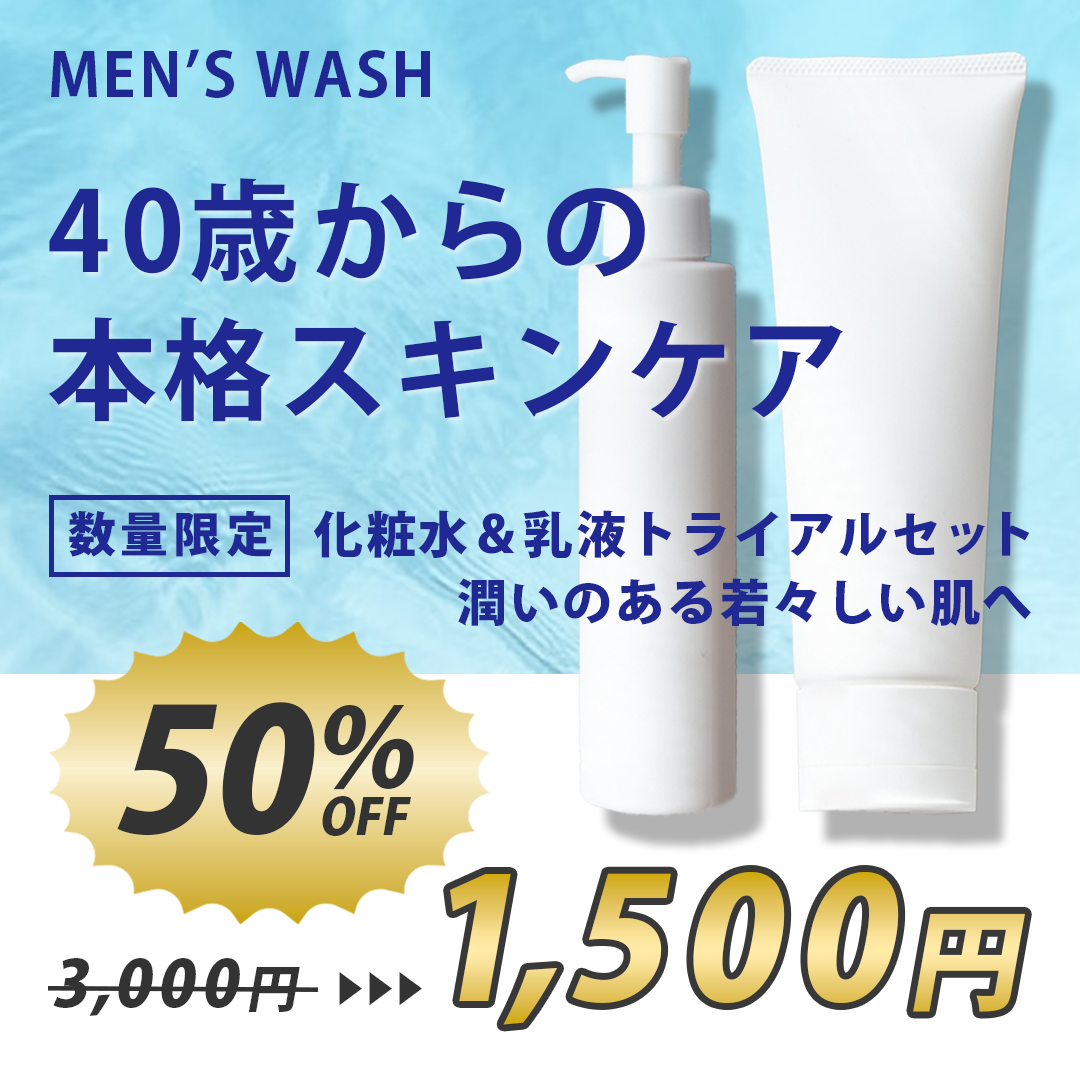 MEN’S WASH
40歳からの
本格スキンケア
数量限定 化粧水＆乳液トライアルセット
潤いのある若々しい肌へ
50%
OFF
3,000円 ▶▶▶ 1,500円